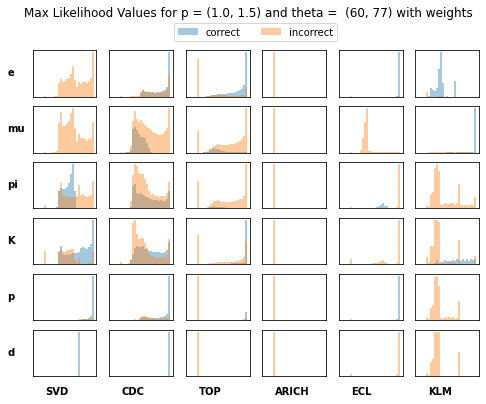 Max Likelihood Values for p = (1.0, 1.5) and theta =  (60, 77) with weights
correct incorrect
e
mu
pi
K
p
d
SVD CDC TOP ARICH ECL KLM